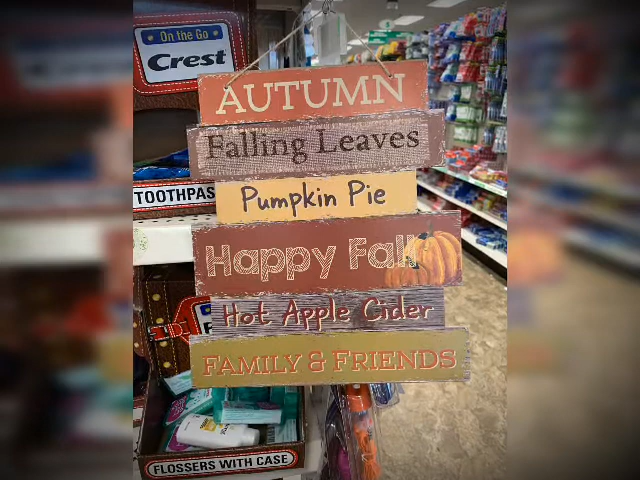 On the Go
Crest
AUTUMN
Falling Leaves
TOOTHPAS
Pumpkin Pie
Happy Fall
Hot Apple Cider
FAMILY & FRIENDS
FLOSSERS WITH CASE